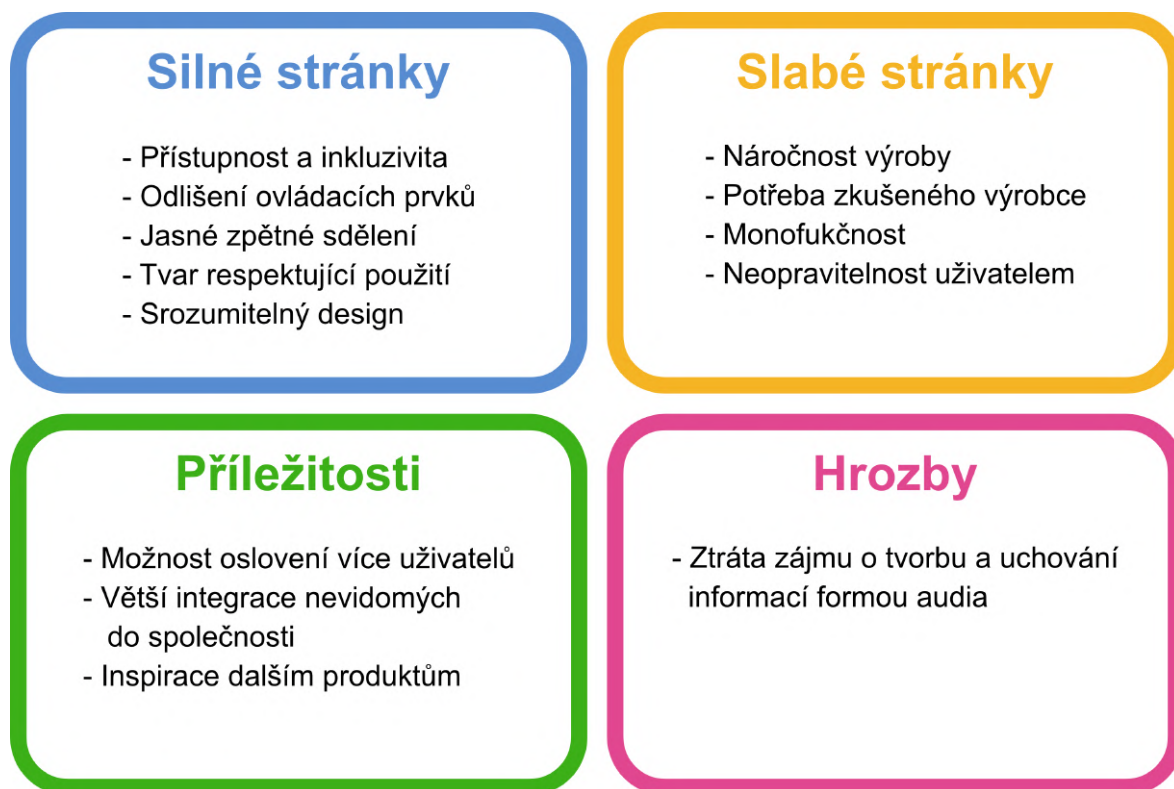 Silné stránky
- Přístupnost a inkluzivita
- Odlišení ovládacích prvků
- Jasné zpětné sdělení
- Tvar respektující použití
- Srozumitelný design
Slabé stránky
- Náročnost výroby
- Potřeba zkušeného výrobce
- Monofukčnost
- Neopravitelnost uživatelem
Příležitosti
- Možnost oslovení více uživatelů
- Větší integrace nevidomých
do společnosti
- Inspirace dalším produktům
Hrozby
- Ztráta zájmu o tvorbu a uchování
informací formou audia